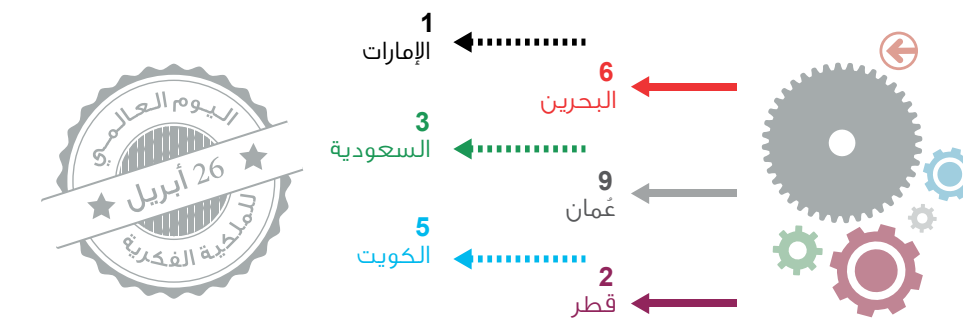 1
الإمارات
6
البحرين
3
السعودية
9
عُمان
5
الكويت
2
قطر
اليوم العالمي
26 أبريل
للملكية الفكرية